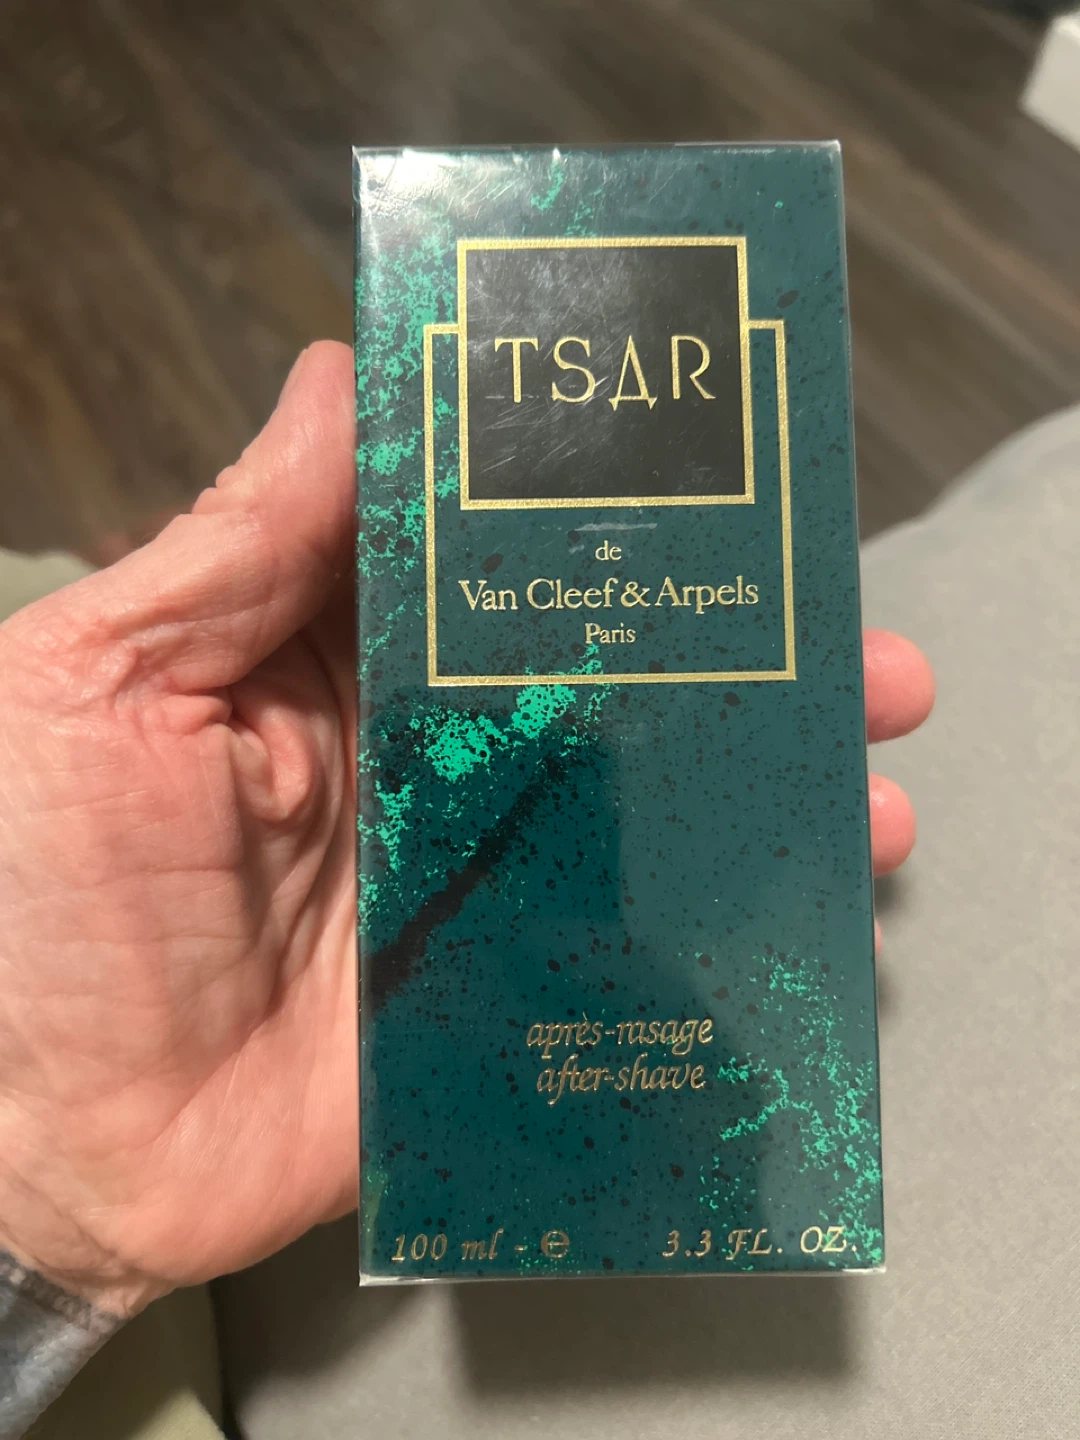 TSAR
de
Van Cleef & Arpels
Paris
après-rasage
after-shave
100 ml - ℮
3.3 FL. OZ.